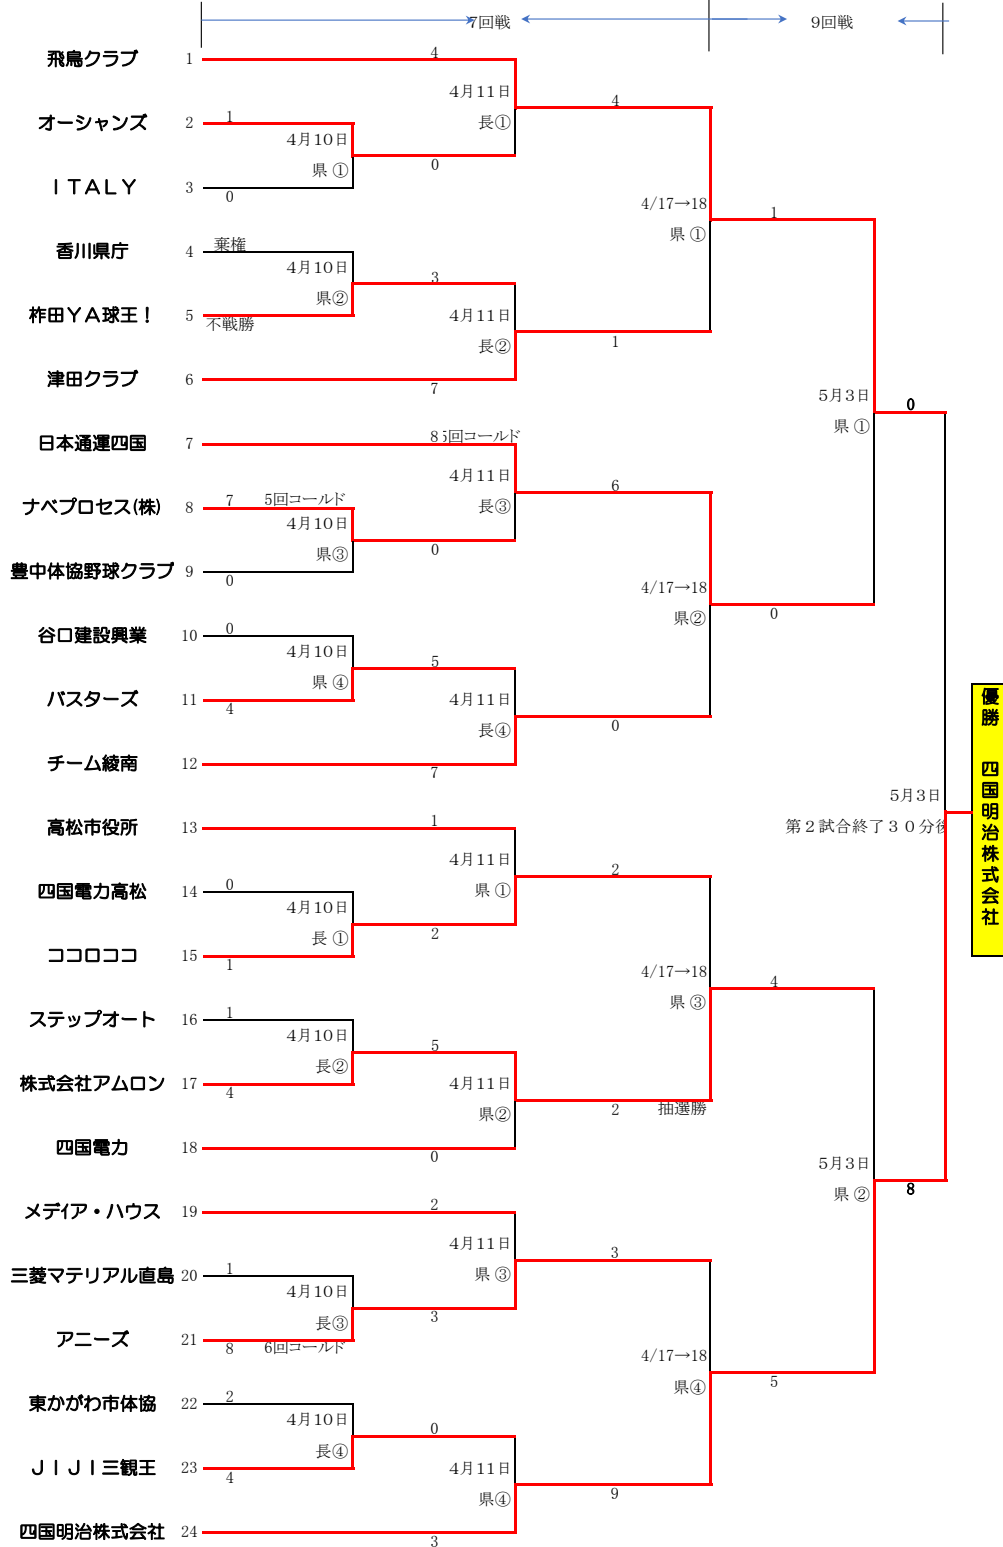 7回戦
9回戦
飛鳥クラブ 1 4
4月11日
長①
4
オーシャンズ 2 1
4月10日
県 ①
0
ＩＴＡＬＹ 3 0
4/17→18
県 ①
1
香川県庁 4 棄権
4月10日
県②
3
柞田ＹＡ球王！ 5 不戦勝
4月11日
長②
1
津田クラブ 6 7
5月3日
県 ①
0
日本通運四国 7 8 5回コールド
4月11日
長③
6
ナベプロセス(株) 8 7 5回コールド
4月10日
県③
0
豊中体協野球クラブ 9 0
4/17→18
県②
0
谷口建設興業 10 0
4月10日
県 ④
5
バスターズ 11 4
4月11日
長④
0
チーム綾南 12 7
優勝 四国明治株式会社
5月3日
第２試合終了３０分後
高松市役所 13 1
4月11日
県 ①
2
四国電力高松 14 0
4月10日
長 ①
2
ココロココ 15 1
4/17→18
県 ③
4
ステップオート 16 1
4月10日
長②
5
株式会社アムロン 17 4
4月11日
県②
2 抽選勝
四国電力 18 0
5月3日
県 ②
8
メディア・ハウス 19 2
4月11日
県 ③
3
三菱マテリアル直島 20 1
4月10日
長③
3
アニーズ 21 8 6回コールド
4/17→18
県④
5
東かがわ市体協 22 2
4月10日
長④
0
ＪＩＪＩ三観王 23 4
4月11日
県④
9
四国明治株式会社 24 3